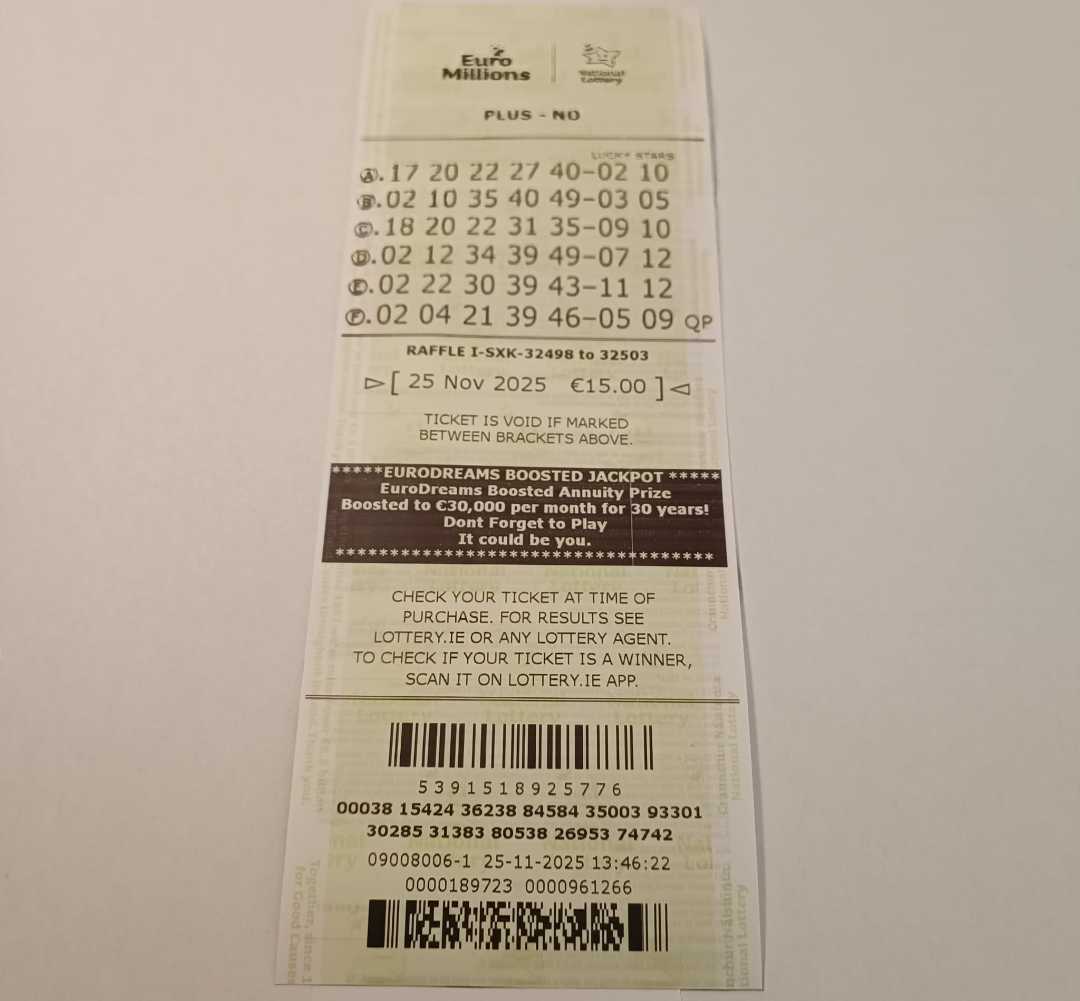 Euro
Millions
National
Lottery
PLUS - NO
LUCKY STARS
A.17 20 22 27 40-02 10
B.02 10 35 40 49-03 05
C.18 20 22 31 35-09 10
D.02 12 34 39 49-07 12
E.02 22 30 39 43-11 12
F.02 04 21 39 46-05 09 QP
RAFFLE I-SXK-32498 to 32503
[ 25 Nov 2025 €15.00 ]
TICKET IS VOID IF MARKED
BETWEEN BRACKETS ABOVE.
*****EURODREAMS BOOSTED JACKPOT *****
EuroDreams Boosted Annuity Prize
Boosted to €30,000 per month for 30 years!
Dont Forget to Play
It could be you.
***********************************
CHECK YOUR TICKET AT TIME OF
PURCHASE. FOR RESULTS SEE
LOTTERY.IE OR ANY LOTTERY AGENT.
TO CHECK IF YOUR TICKET IS A WINNER,
SCAN IT ON LOTTERY.IE APP.
5391518925776
00038 15424 36238 84584 35003 93301
30285 31383 80538 26953 74742
09008006-1 25-11-2025 13:46:22
0000189723 0000961266